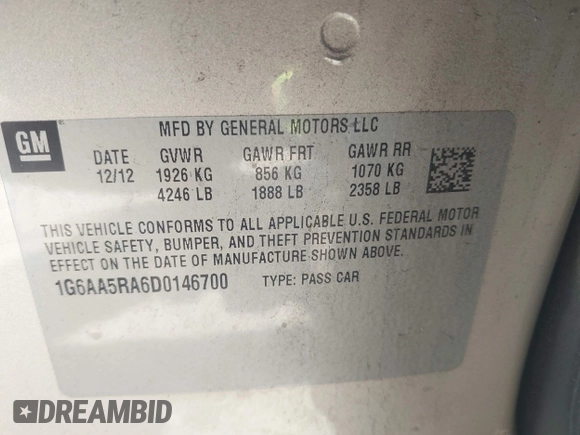 GM
MFD BY GENERAL MOTORS LLC
DATE GVWR GAWR FRT GAWR RR
12/12 1926 KG 856 KG 1070 KG
4246 LB 1888 LB 2358 LB
THIS VEHICLE CONFORMS TO ALL APPLICABLE U.S. FEDERAL MOTOR
VEHICLE SAFETY, BUMPER, AND THEFT PREVENTION STANDARDS IN
EFFECT ON THE DATE OF MANUFACTURE SHOWN ABOVE.
1G6AA5RA6D0146700 TYPE: PASS CAR
DREAMBID